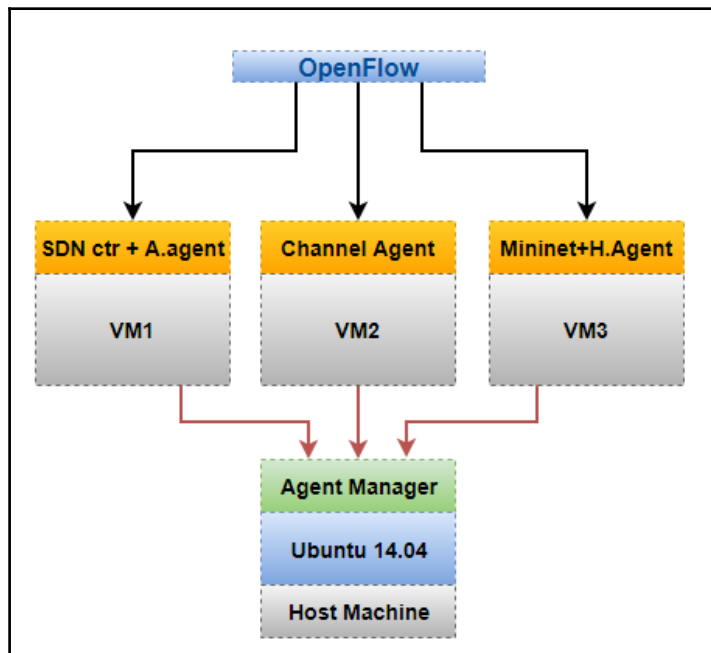 OpenFlow
SDN ctr + A.agent
Channel Agent
Mininet+H.Agent
VM1
VM2
VM3
Agent Manager
Ubuntu 14.04
Host Machine